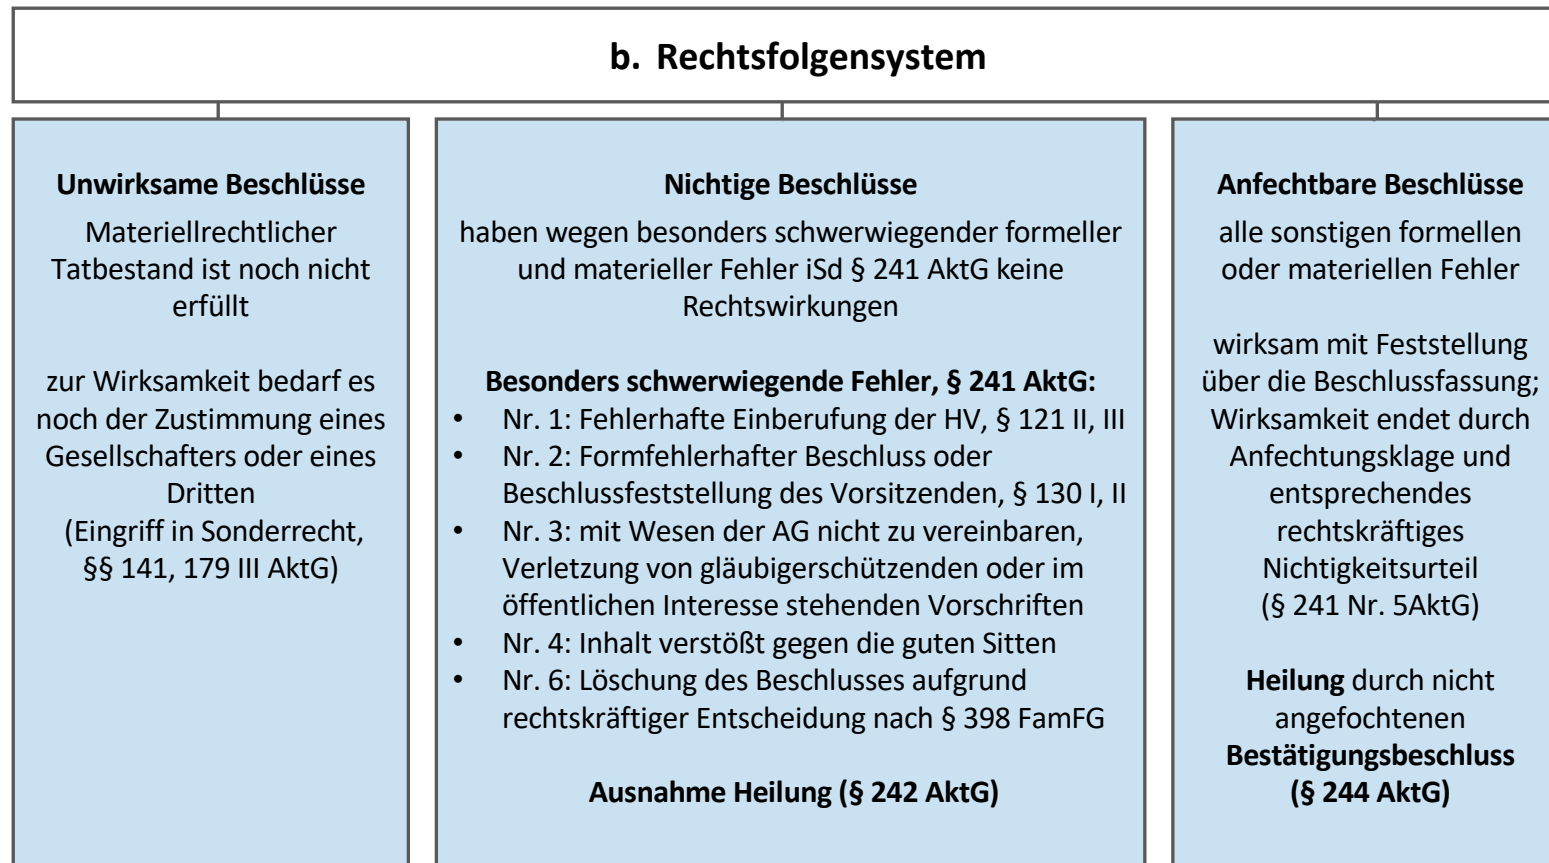 b. Rechtsfolgensystem
Unwirksame Beschlüsse
Materiellrechtlicher
Tatbestand ist noch nicht
erfüllt
zur Wirksamkeit bedarf es
noch der Zustimmung eines
Gesellschafters oder eines
Dritten
(Eingriff in Sonderrecht,
§§ 141, 179 III AktG)
Nichtige Beschlüsse
haben wegen besonders schwerwiegender formeller
und materieller Fehler iSd § 241 AktG keine
Rechtswirkungen
Besonders schwerwiegende Fehler, § 241 AktG:
• Nr. 1: Fehlerhafte Einberufung der HV, § 121 II, III
• Nr. 2: Formfehlerhafter Beschluss oder
Beschlussfeststellung des Vorsitzenden, § 130 I, II
• Nr. 3: mit Wesen der AG nicht zu vereinbaren,
Verletzung von gläubigerschützenden oder im
öffentlichen Interesse stehenden Vorschriften
• Nr. 4: Inhalt verstößt gegen die guten Sitten
• Nr. 6: Löschung des Beschlusses aufgrund
rechtskräftiger Entscheidung nach § 398 FamFG
Ausnahme Heilung (§ 242 AktG)
Anfechtbare Beschlüsse
alle sonstigen formellen
oder materiellen Fehler
wirksam mit Feststellung
über die Beschlussfassung;
Wirksamkeit endet durch
Anfechtungsklage und
entsprechendes
rechtskräftiges
Nichtigkeitsurteil
(§ 241 Nr. 5AktG)
Heilung durch nicht
angefochtenen
Bestätigungsbeschluss
(§ 244 AktG)